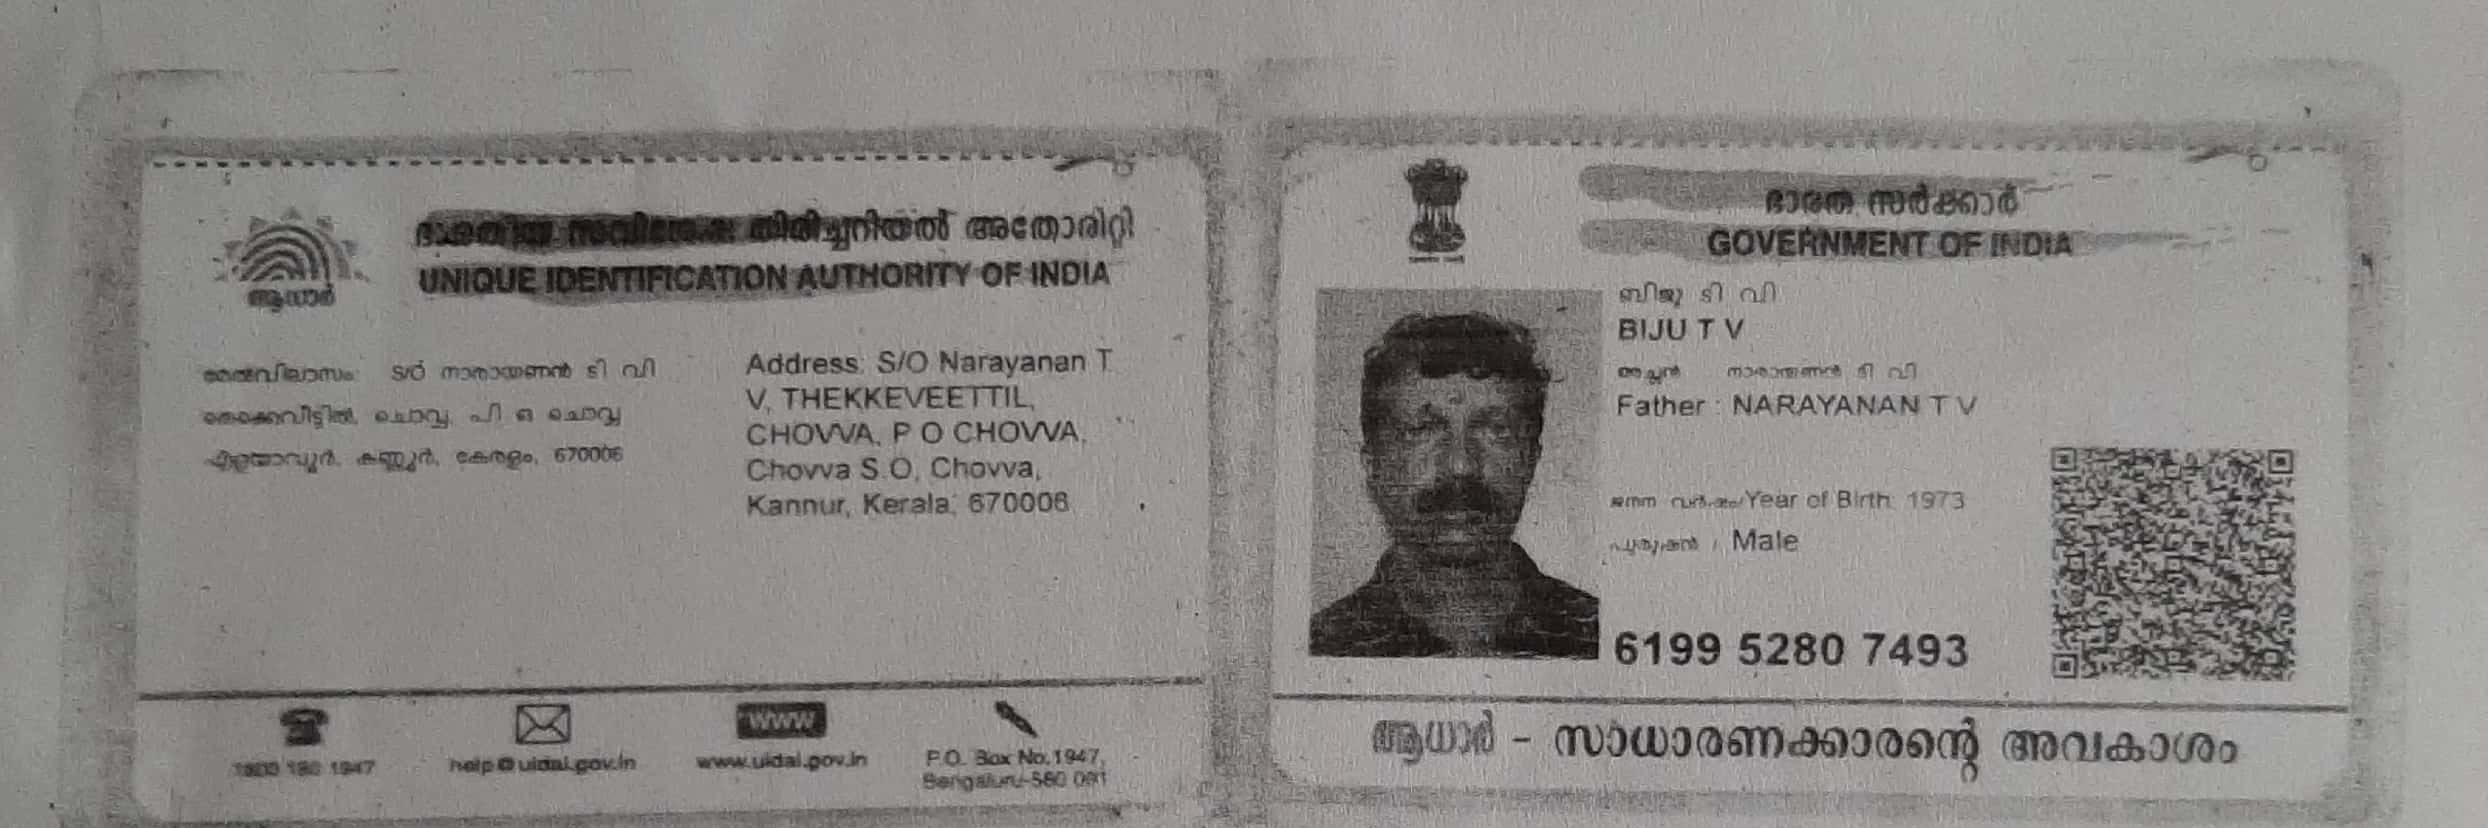 ഭാരതീയ സവിശേഷ തിരിച്ചറിയൽ അതോരിറ്റി
UNIQUE IDENTIFICATION AUTHORITY OF INDIA
ആധാർ
മേൽവിലാസം: S/O നാരായണൻ ടി വി
തെക്കെവീട്ടിൽ, ചൊവ്വ, പി ഒ ചൊവ്വ
എളയാവൂർ, കണ്ണൂർ, കേരളം, 670006
Address: S/O Narayanan T
V, THEKKEVEETTIL,
CHOVVA, P O CHOVVA,
Chovva S.O, Chovva,
Kannur, Kerala, 670006
1800 180 1947
help@uidai.gov.in
www
www.uidai.gov.in
P.O. Box No.1947,
Bengaluru-560 001
ഭാരത സർക്കാർ
GOVERNMENT OF INDIA
ബിജു ടി വി
BIJU T V
അച്ഛൻ നാരായണൻ ടി വി
Father : NARAYANAN T V
ജനന വർഷം/Year of Birth: 1973
പുരുഷൻ / Male
6199 5280 7493
ആധാർ - സാധാരണക്കാരന്റെ അവകാശം